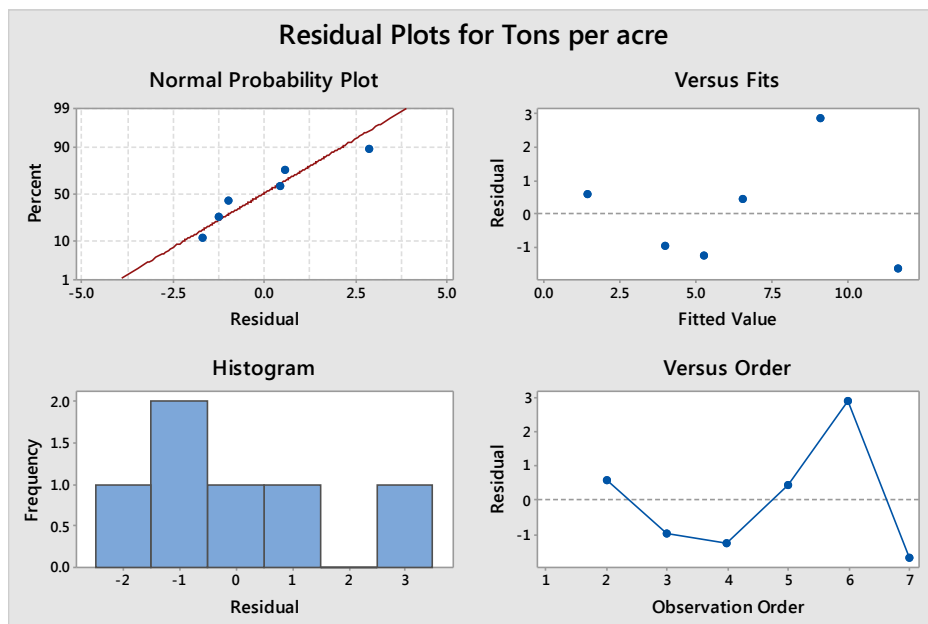 Residual Plots for Tons per acre
Normal Probability Plot
99
90
50
10
1
Percent
-5.0 -2.5 0.0 2.5 5.0
Residual
Versus Fits
3
2
1
0
-1
Residual
0.0 2.5 5.0 7.5 10.0
Fitted Value
Histogram
2.0
1.5
1.0
0.5
0.0
Frequency
-2 -1 0 1 2 3
Residual
Versus Order
3
2
1
0
-1
Residual
1 2 3 4 5 6 7
Observation Order